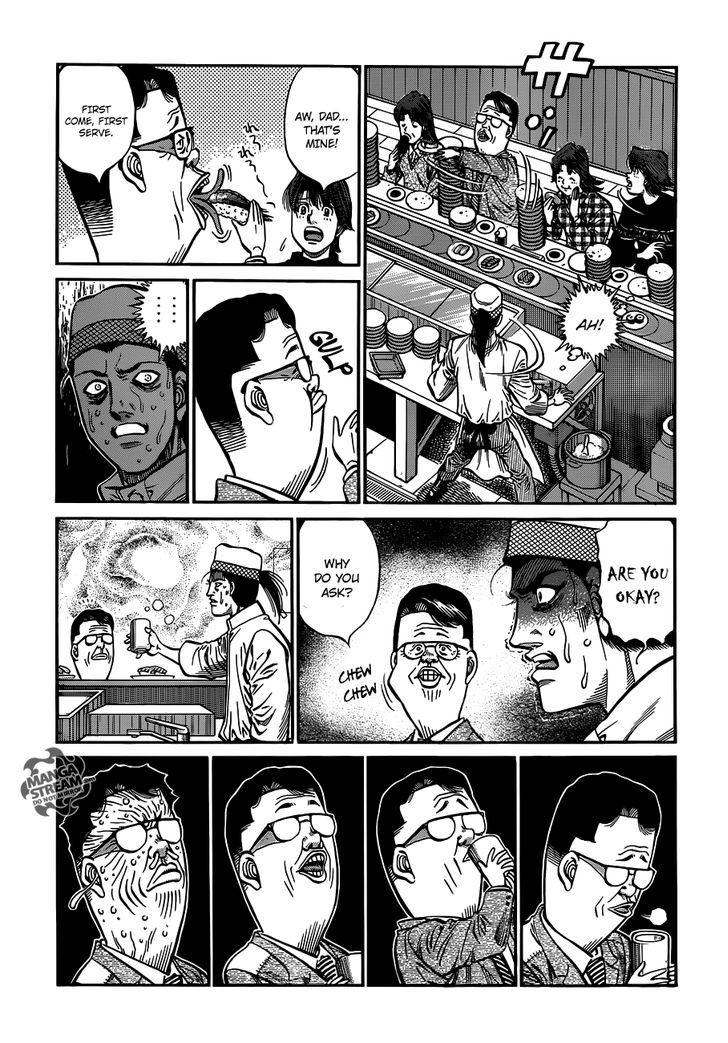 サ
AW, DAD...
THAT'S
MINE!
FIRST
COME, FIRST
SERVE.
AH!
GULP
......
ARE YOU
OKAY?
WHY
DO YOU
ASK?
CHEW
CHEW
MANGA
STREAM
DO NOT MIRROR